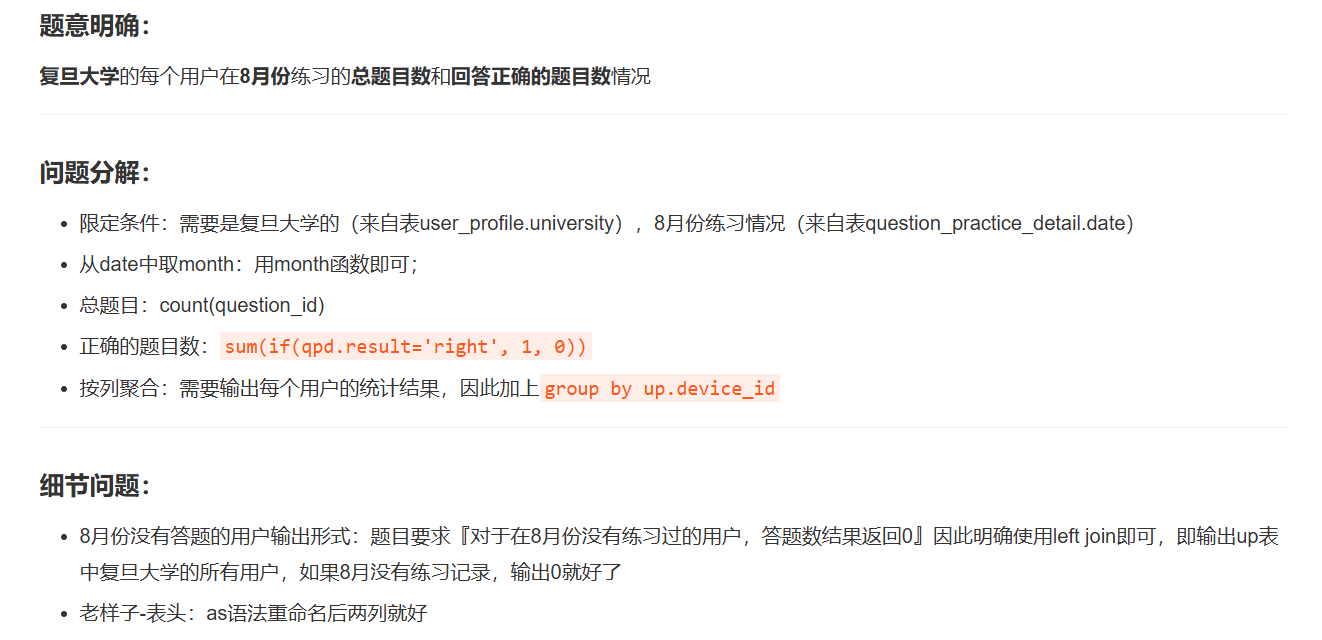 题意明确：
复旦大学的每个用户在8月份练习的总题目数和回答正确的题目数情况
问题分解：
限定条件：需要是复旦大学的（来自表user_profile.university），8月份练习情况（来自表question_practice_detail.date）
从date中取month：用month函数即可；
总题目：count(question_id)
正确的题目数：sum(if(qpd.result='right', 1, 0))
按列聚合：需要输出每个用户的统计结果，因此加上group by up.device_id
细节问题：
8月份没有答题的用户输出形式：题目要求『对于在8月份没有练习过的用户，答题数结果返回0』因此明确使用left join即可，即输出up表
中复旦大学的所有用户，如果8月没有练习记录，输出0就好了
老样子-表头：as语法重命名后两列就好